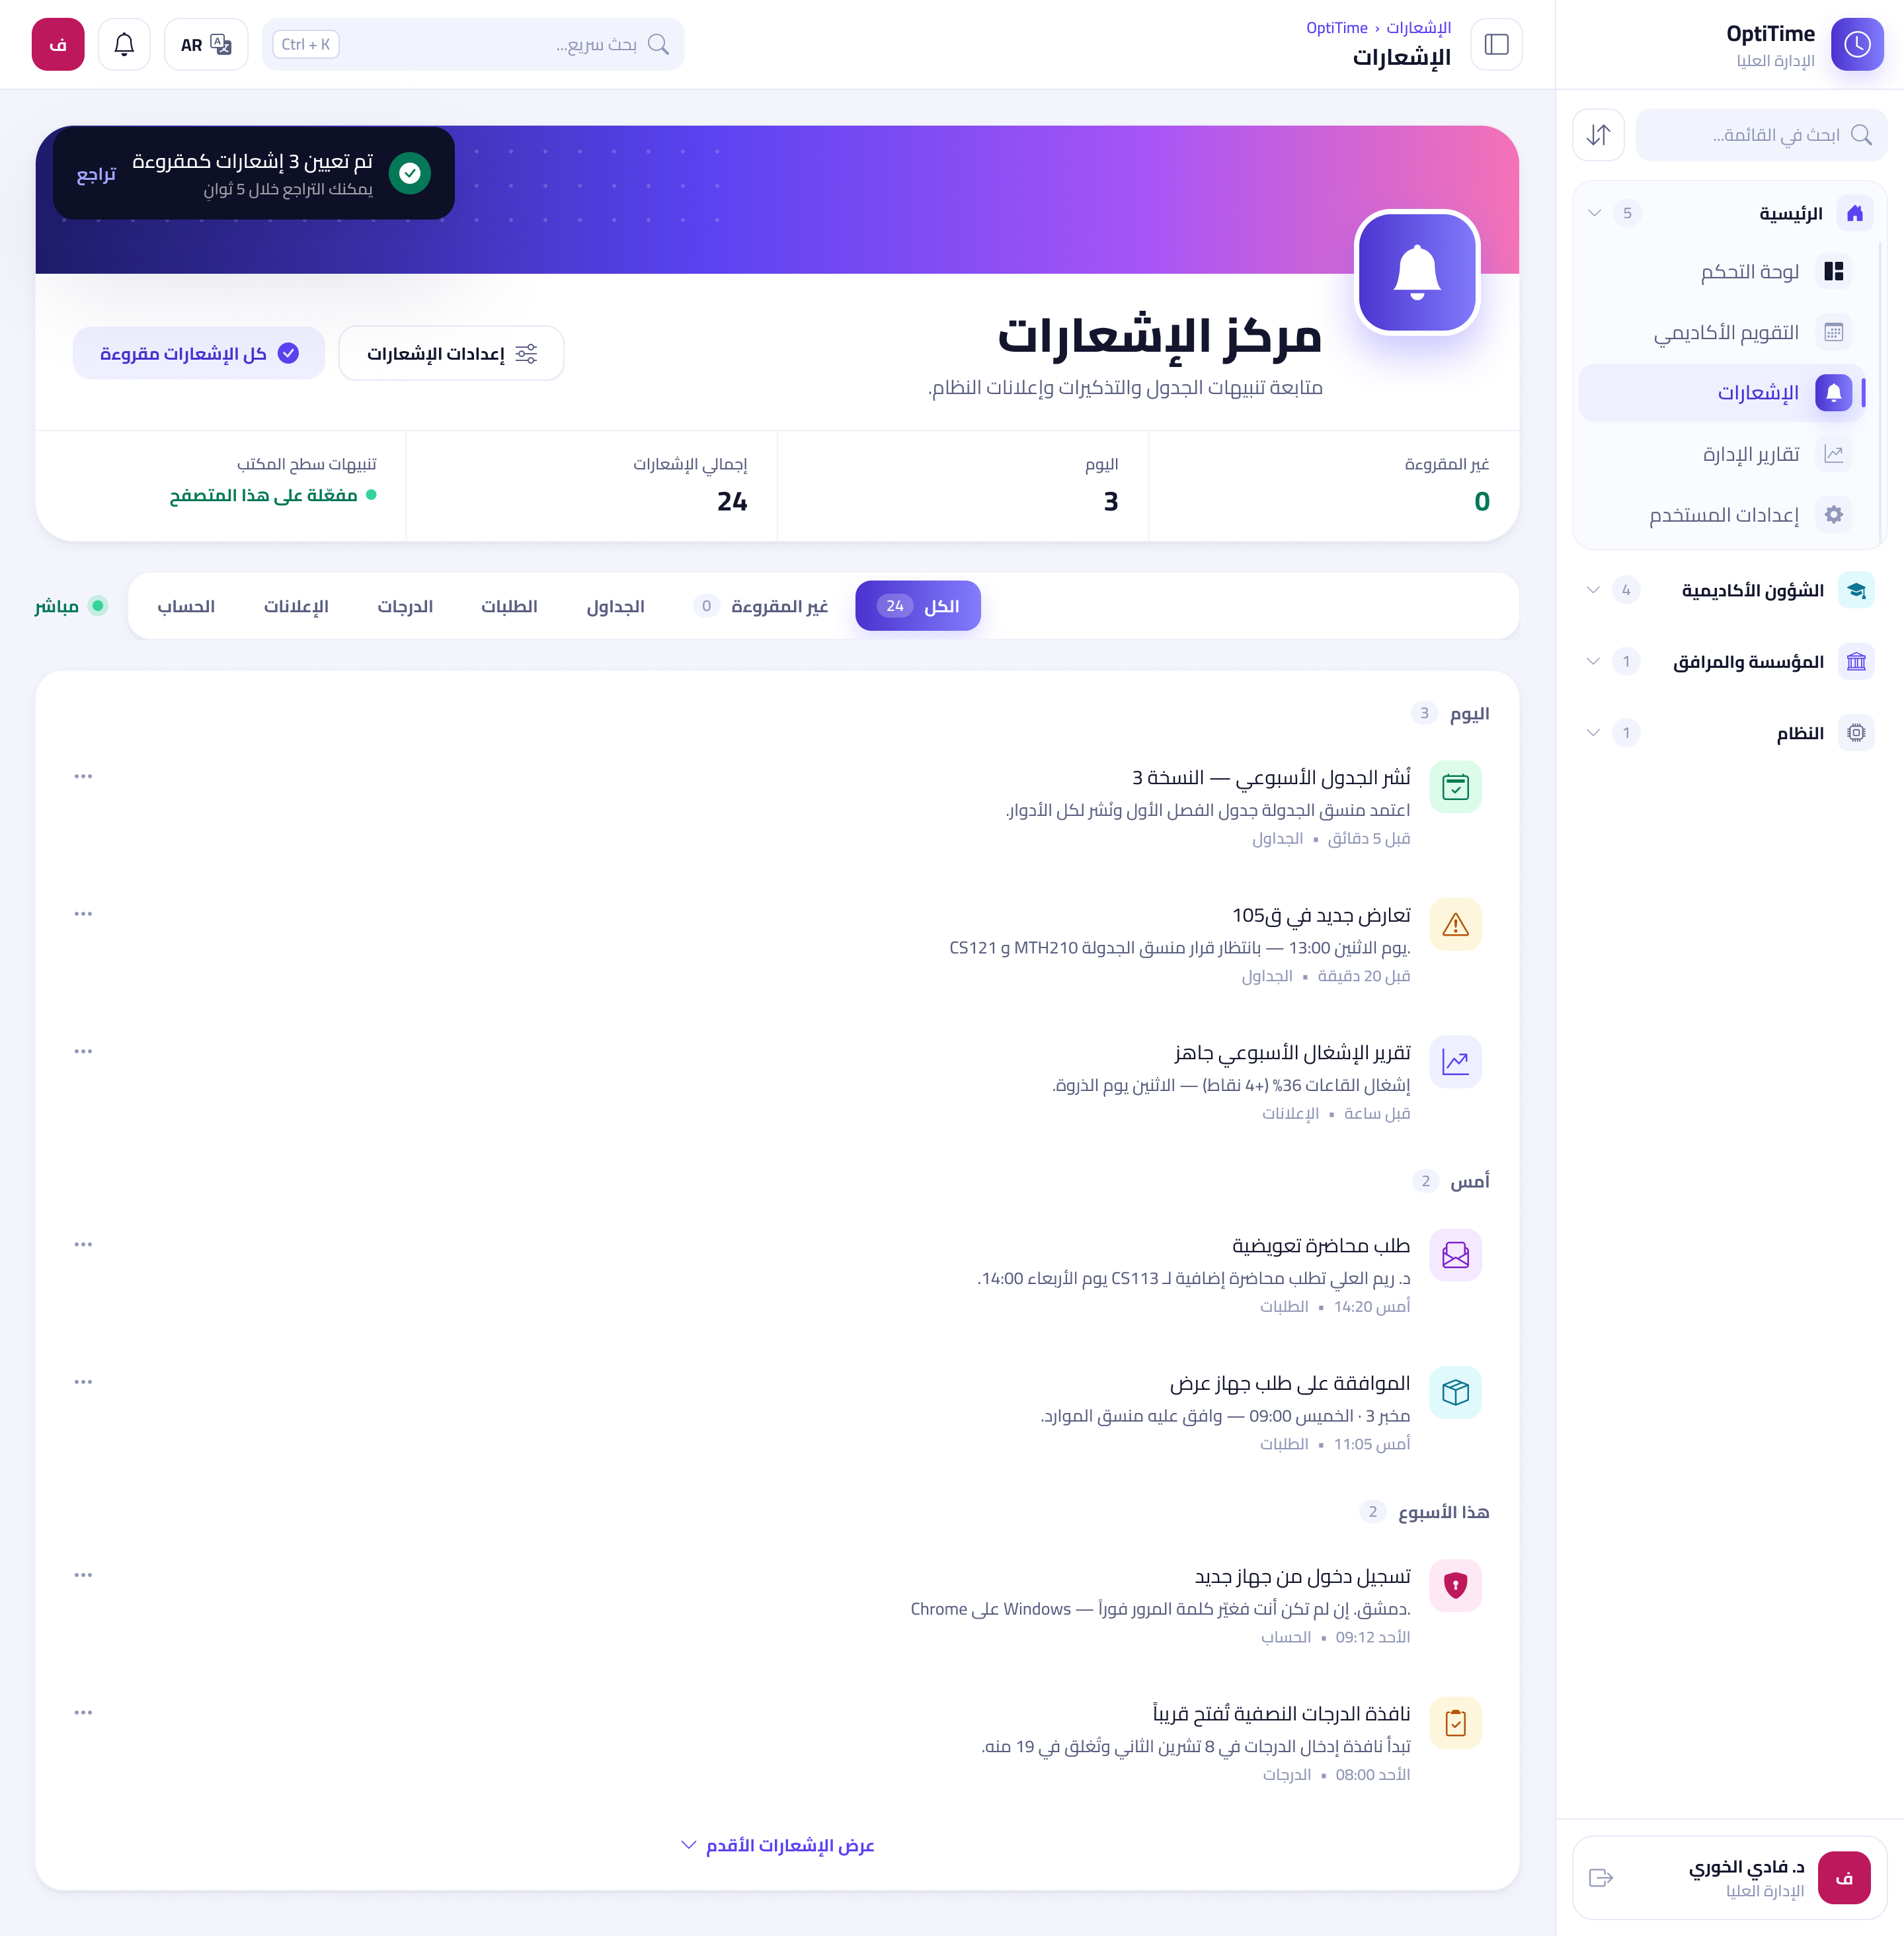 OptiTime
الإدارة العليا
ابحث في القائمة...
الرئيسية 5
لوحة التحكم
التقويم الأكاديمي
الإشعارات
تقارير الإدارة
إعدادات المستخدم
الشؤون الأكاديمية 4
المؤسسة والمرافق 1
النظام 1
د. فادي الخوري
الإدارة العليا
ف
OptiTime › الإشعارات
الإشعارات
بحث سريع... Ctrl + K
AR
ف
تم تعيين 3 إشعارات كمقروءة
يمكنك التراجع خلال 5 ثوانٍ
تراجع
مركز الإشعارات
متابعة تنبيهات الجدول والتذكيرات وإعلانات النظام.
إعدادات الإشعارات
كل الإشعارات مقروءة
غير المقروءة
0
اليوم
3
إجمالي الإشعارات
24
تنبيهات سطح المكتب
مفعّلة على هذا المتصفح
الكل 24 غير المقروءة 0 الجداول الطلبات الدرجات الإعلانات الحساب
مباشر
اليوم 3
نُشر الجدول الأسبوعي — النسخة 3
اعتمد منسق الجدولة جدول الفصل الأول ونُشر لكل الأدوار.
قبل 5 دقائق • الجداول
تعارض جديد في ق105
CS121 و MTH210 يوم الاثنين 13:00 — بانتظار قرار منسق الجدولة.
قبل 20 دقيقة • الجداول
تقرير الإشغال الأسبوعي جاهز
إشغال القاعات 36% (+4 نقاط) — الاثنين يوم الذروة.
قبل ساعة • الإعلانات
أمس 2
طلب محاضرة تعويضية
د. ريم العلي تطلب محاضرة إضافية لـ CS113 يوم الأربعاء 14:00.
أمس 14:20 • الطلبات
الموافقة على طلب جهاز عرض
مخبر 3 · الخميس 09:00 — وافق عليه منسق الموارد.
أمس 11:05 • الطلبات
هذا الأسبوع 2
تسجيل دخول من جهاز جديد
Chrome على Windows — دمشق. إن لم تكن أنت فغيّر كلمة المرور فوراً.
الأحد 09:12 • الحساب
نافذة الدرجات النصفية تُفتح قريباً
تبدأ نافذة إدخال الدرجات في 8 تشرين الثاني وتُغلق في 19 منه.
الأحد 08:00 • الدرجات
عرض الإشعارات الأقدم